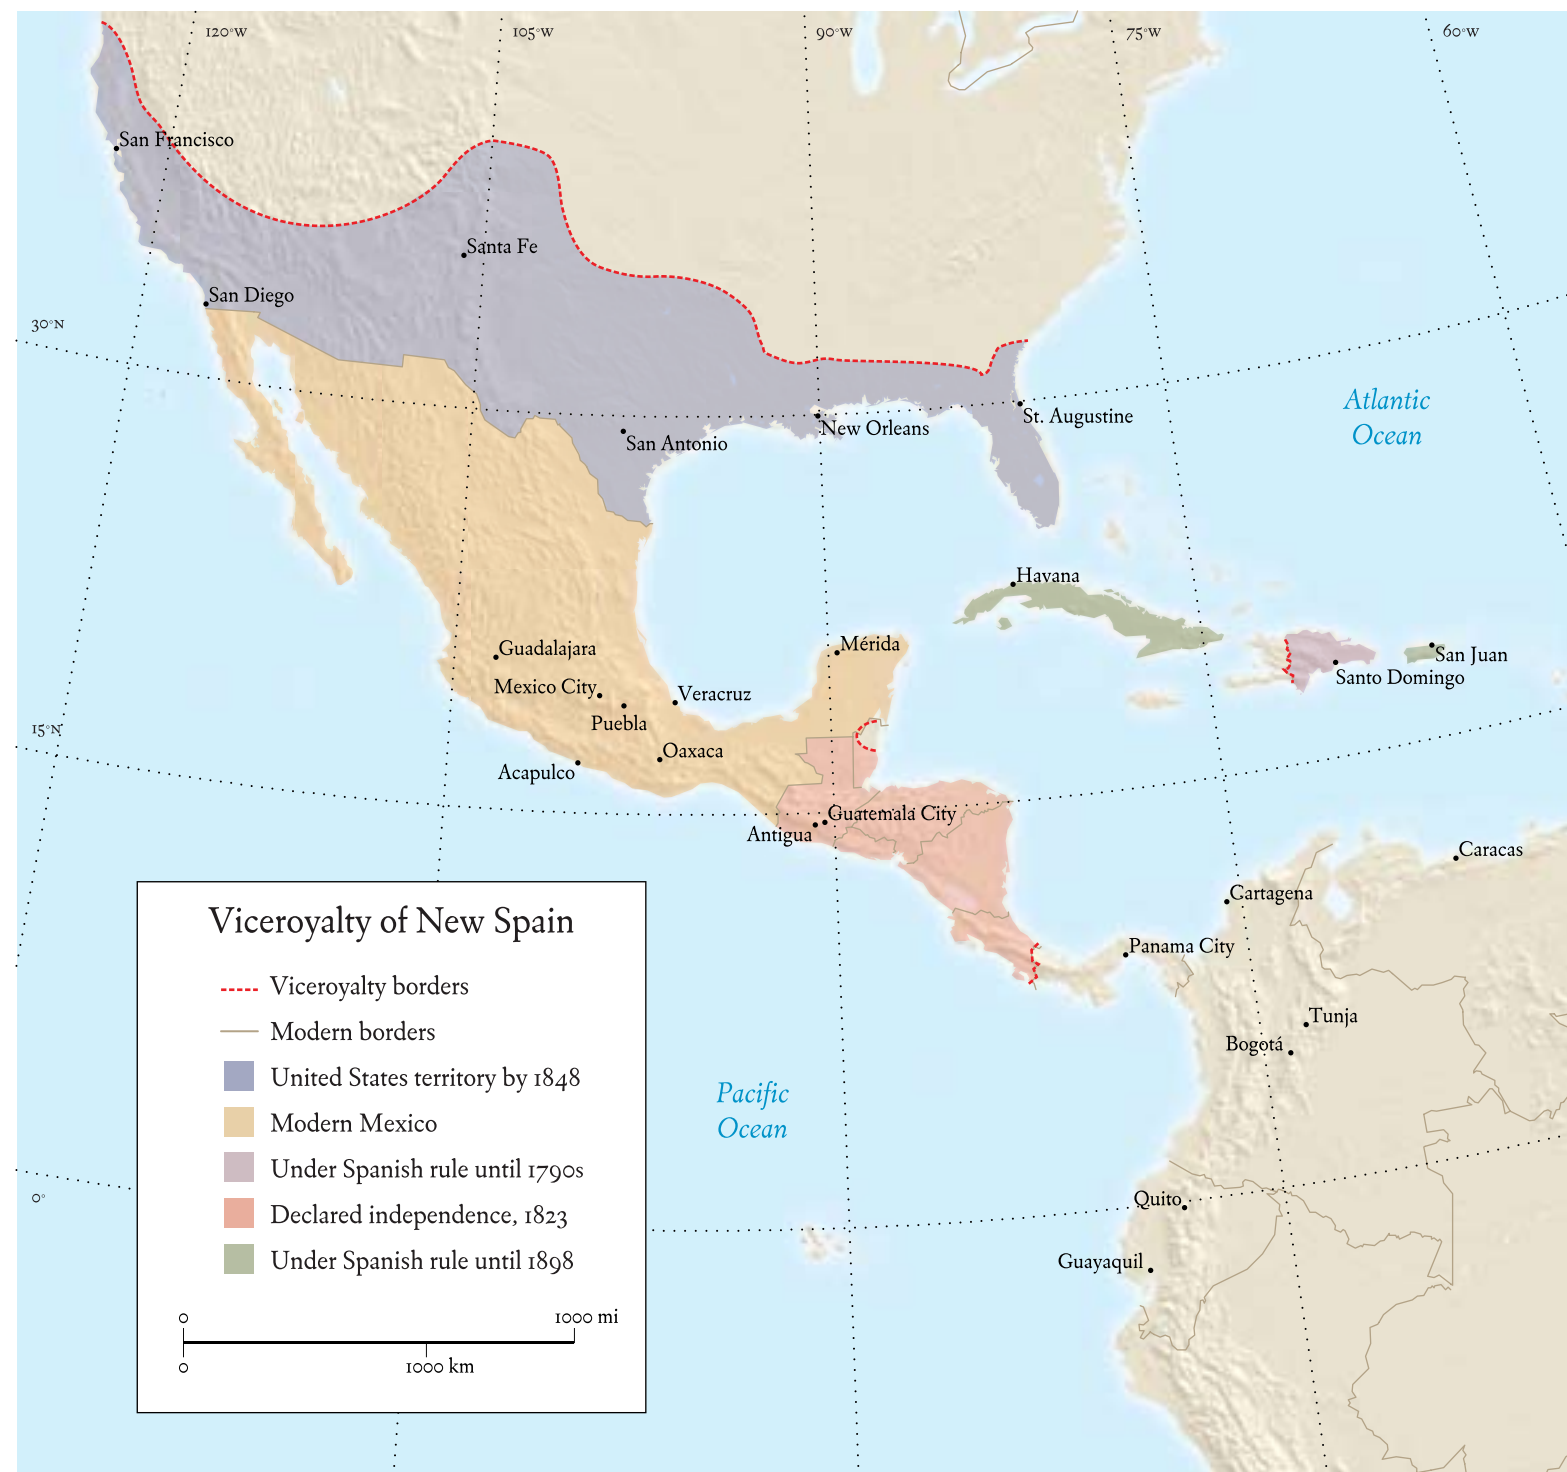 120°W
105°W
90°W
75°W
60°W
San Francisco
Santa Fe
San Diego
30°N
Atlantic
Ocean
St. Augustine
New Orleans
San Antonio
Havana
Guadalajara
Mérida
San Juan
Santo Domingo
Mexico City
Veracruz
Puebla
15°N
Oaxaca
Acapulco
Guatemala City
Antigua
Caracas
Cartagena
Panama City
Tunja
Bogotá
Pacific
Ocean
0°
Quito
Guayaquil
Viceroyalty of New Spain
Viceroyalty borders
Modern borders
United States territory by 1848
Modern Mexico
Under Spanish rule until 1790s
Declared independence, 1823
Under Spanish rule until 1898
0
1000 mi
0
1000 km